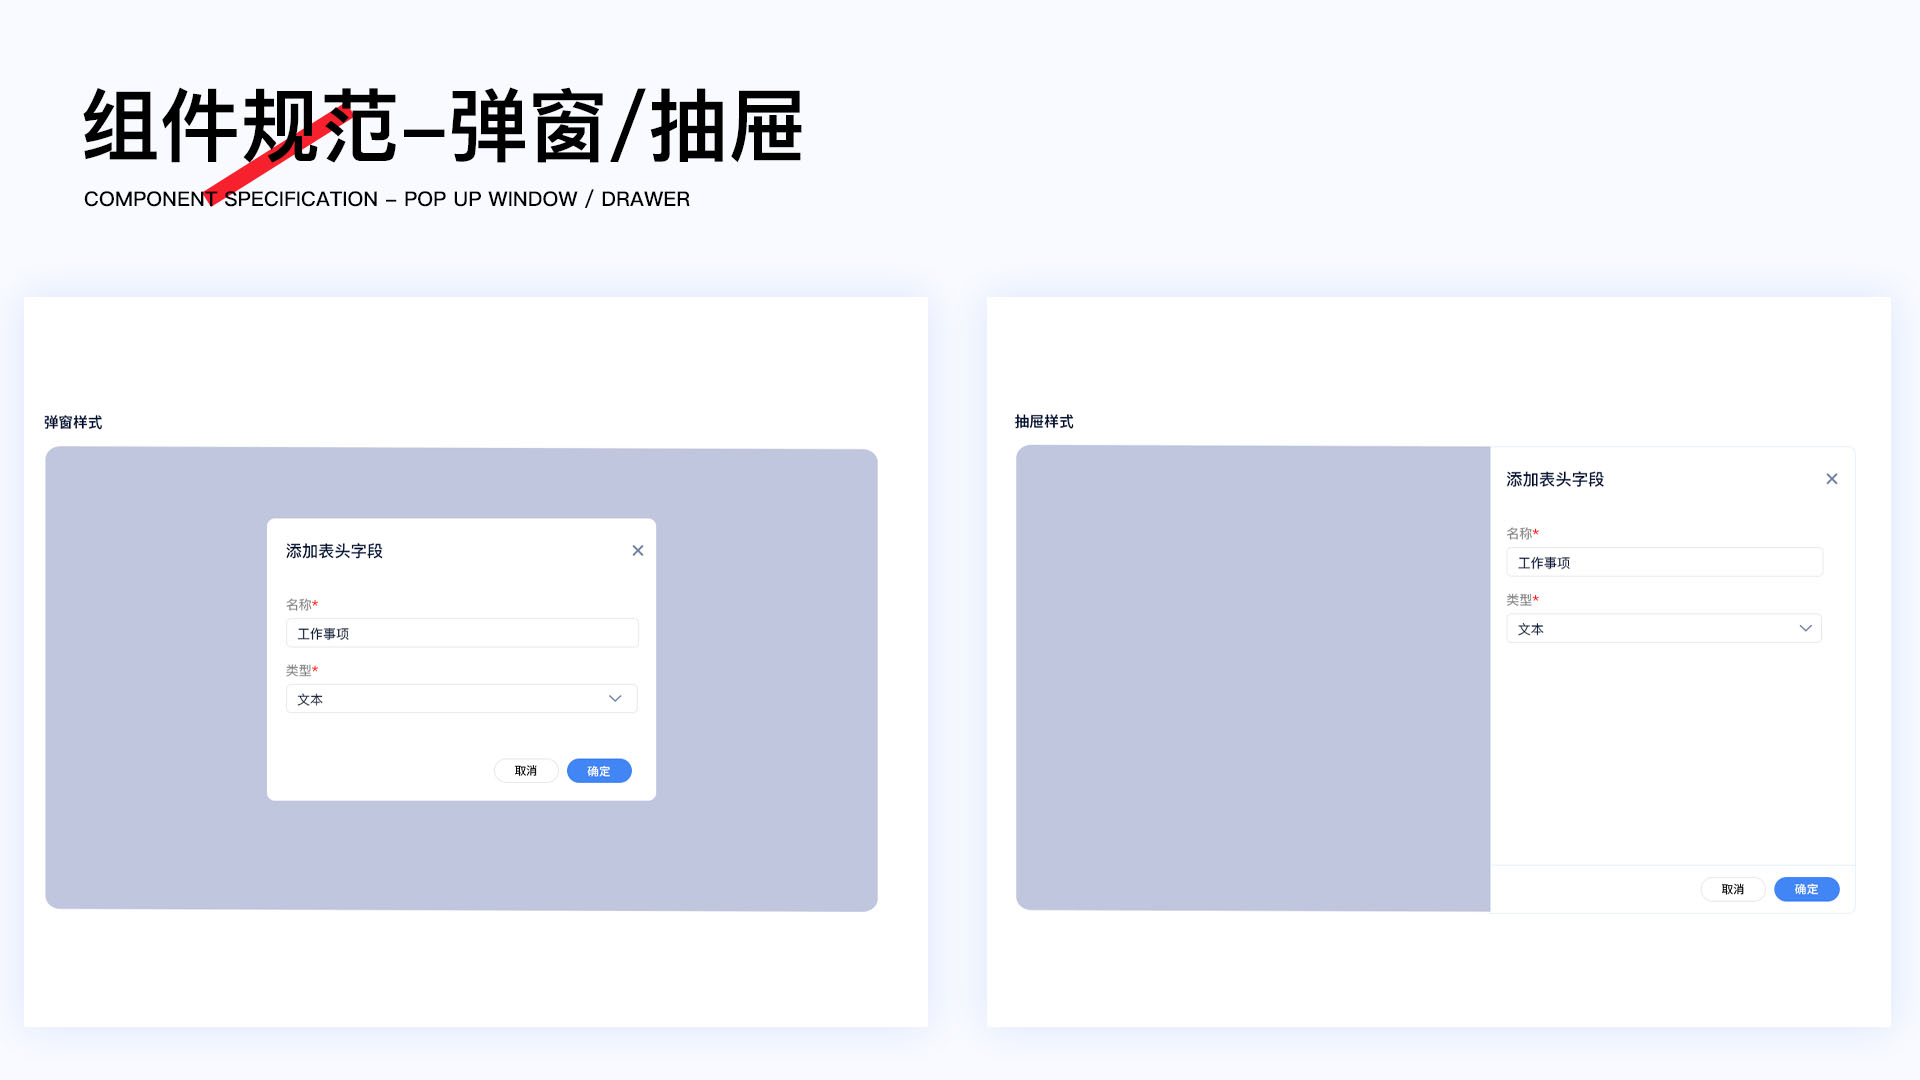 组件规范–弹窗/抽屉
COMPONENT SPECIFICATION – POP UP WINDOW / DRAWER
弹窗样式
添加表头字段
名称*
工作事项
类型*
文本
取消 确定
抽屉样式
添加表头字段
名称*
工作事项
类型*
文本
取消 确定